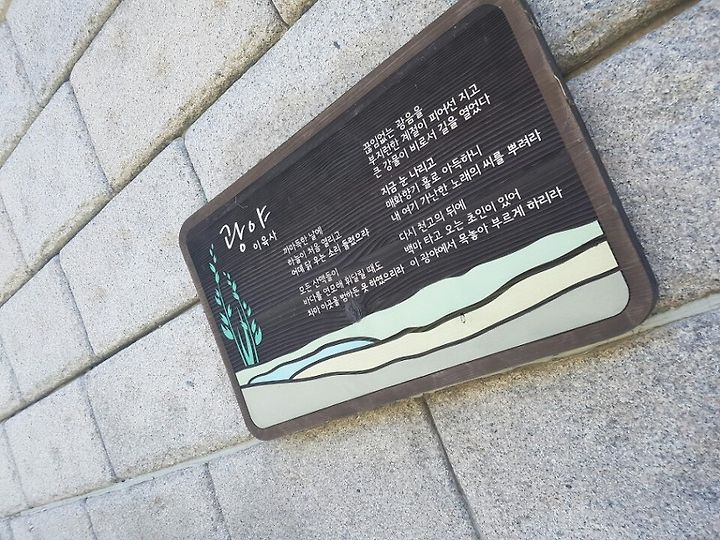 광야
이육사
까마득한 날에
하늘이 처음 열리고
어데 닭 우는 소리 들렸으랴
모든 산맥들이
바다를 연모해 휘달릴 때도
차마 이곳을 범하든 못 하였으리라
끊임없는 광음을
부지런한 계절이 피어선 지고
큰 강물이 비로서 길을 열었다
지금 눈 나리고
매화향기 홀로 아득하니
내 여기 가난한 노래의 씨를 뿌려라
다시 천고의 뒤에
백마 타고 오는 초인이 있어
이 광야에서 목놓아 부르게 하리라